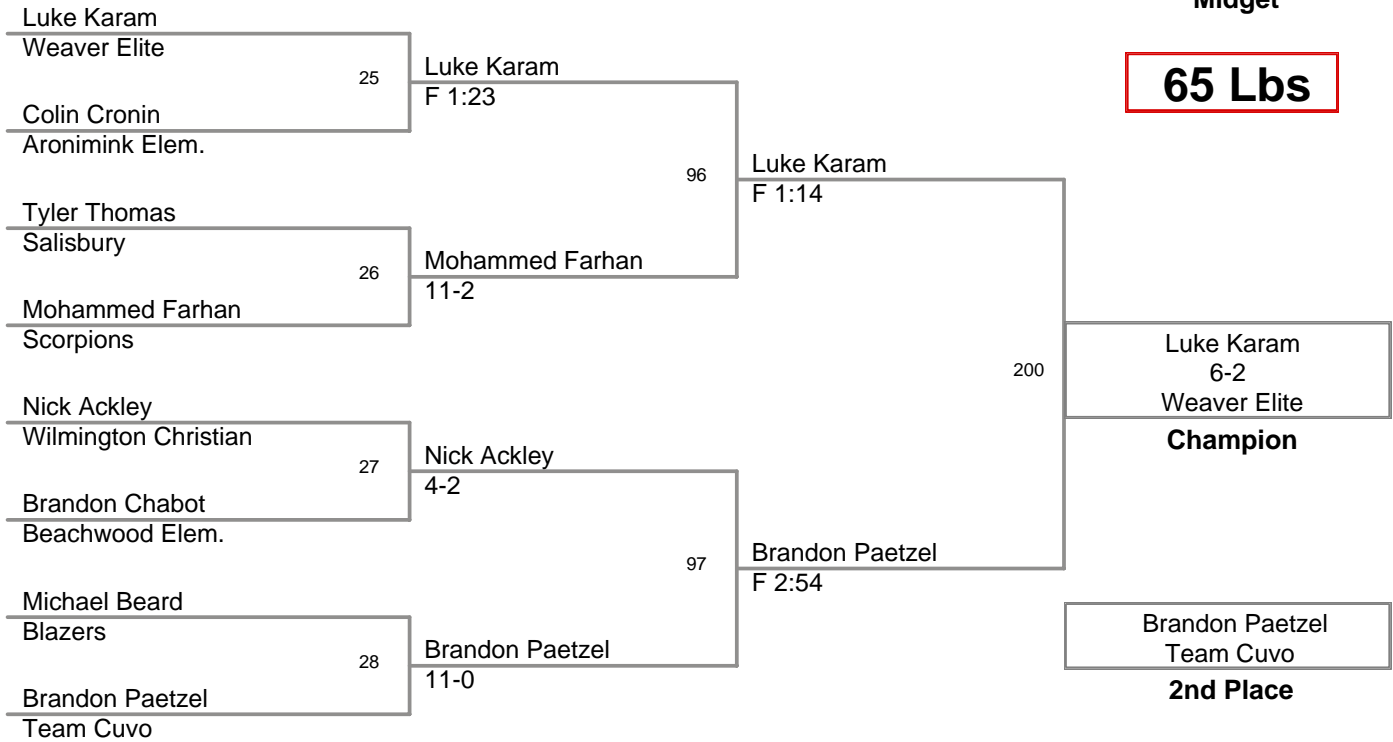 Midget
65 Lbs
Luke Karam
Weaver Elite
25
Colin Cronin
Aronimink Elem.
Luke Karam
F 1:23
Tyler Thomas
Salisbury
26
Mohammed Farhan
Scorpions
Mohammed Farhan
11-2
96
Luke Karam
F 1:14
Nick Ackley
Wilmington Christian
27
Brandon Chabot
Beachwood Elem.
Nick Ackley
4-2
Michael Beard
Blazers
28
Brandon Paetzel
Team Cuvo
Brandon Paetzel
11-0
97
Brandon Paetzel
F 2:54
200
Luke Karam
6-2
Weaver Elite
Champion
Brandon Paetzel
Team Cuvo
2nd Place